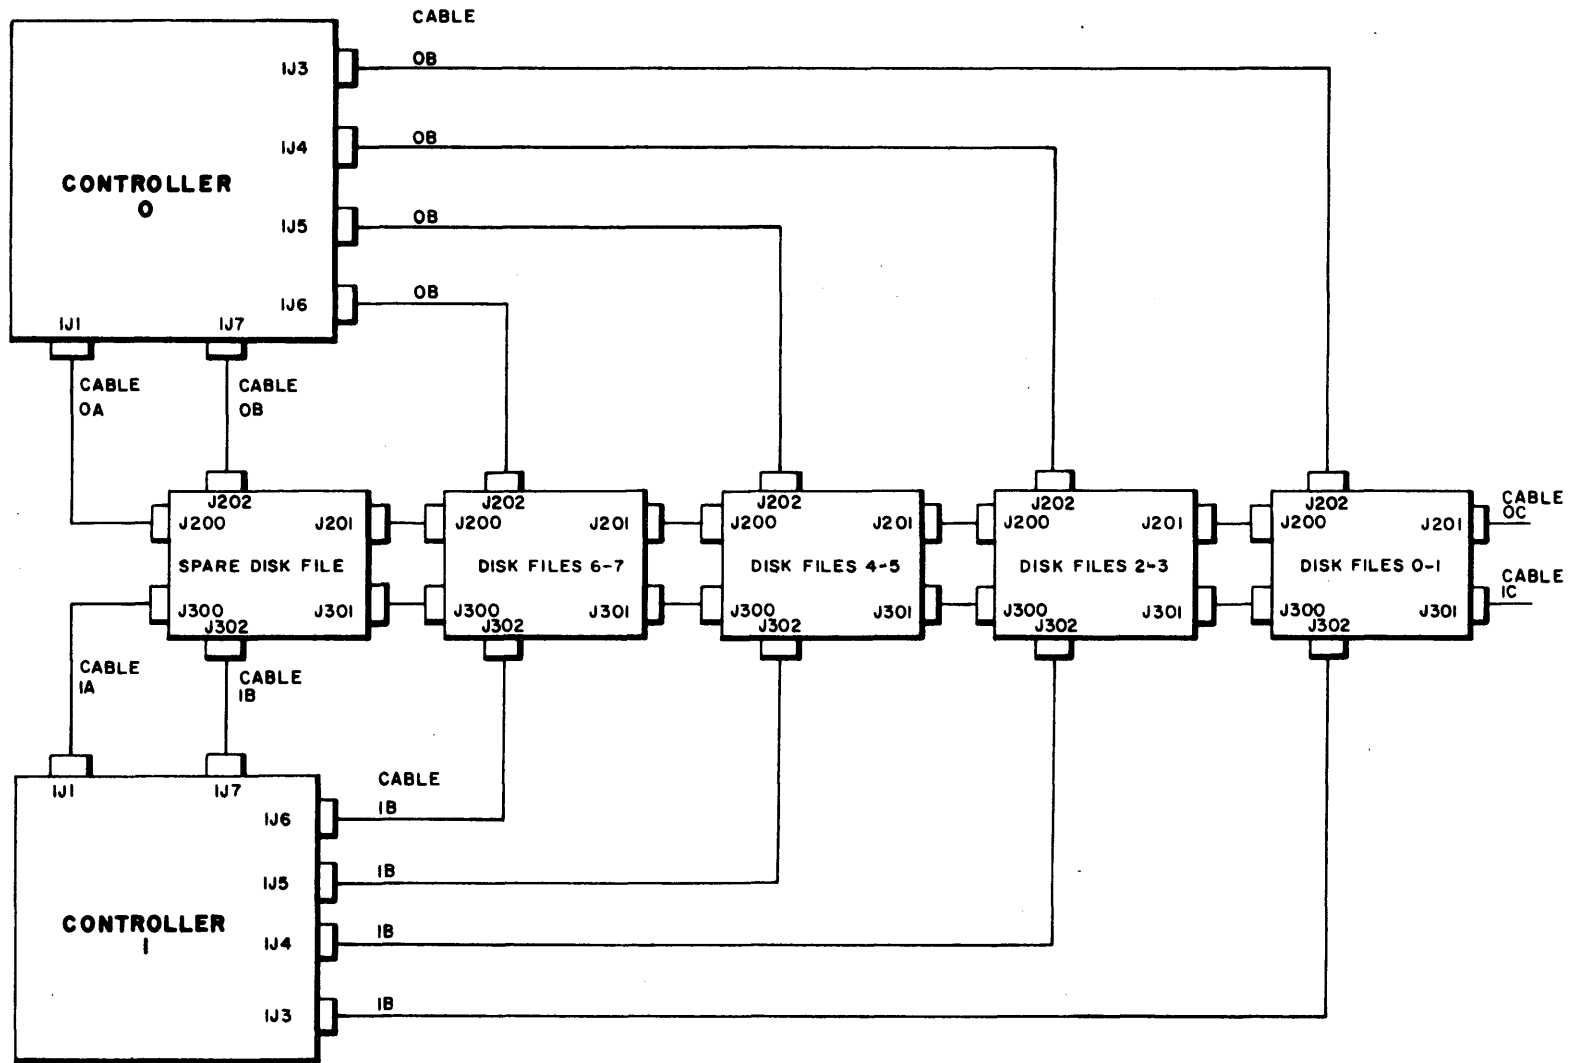 CABLE
1J3
0B
1J4
0B
CONTROLLER
0
1J5
0B
1J6
0B
1J1
1J7
CABLE
0A
CABLE
0B
J202
J200
J201
SPARE DISK FILE
J300
J301
J302
J202
J200
J201
DISK FILES 6-7
J300
J301
J302
J202
J200
J201
DISK FILES 4-5
J300
J301
J302
J202
J200
J201
DISK FILES 2-3
J300
J301
J302
J202
J200
J201
DISK FILES 0-1
J300
J301
J302
CABLE
0C
CABLE
1C
CABLE
1A
CABLE
1B
1J1
1J7
CABLE
1J6
1B
1J5
1B
CONTROLLER
1
1J4
1B
1J3
1B